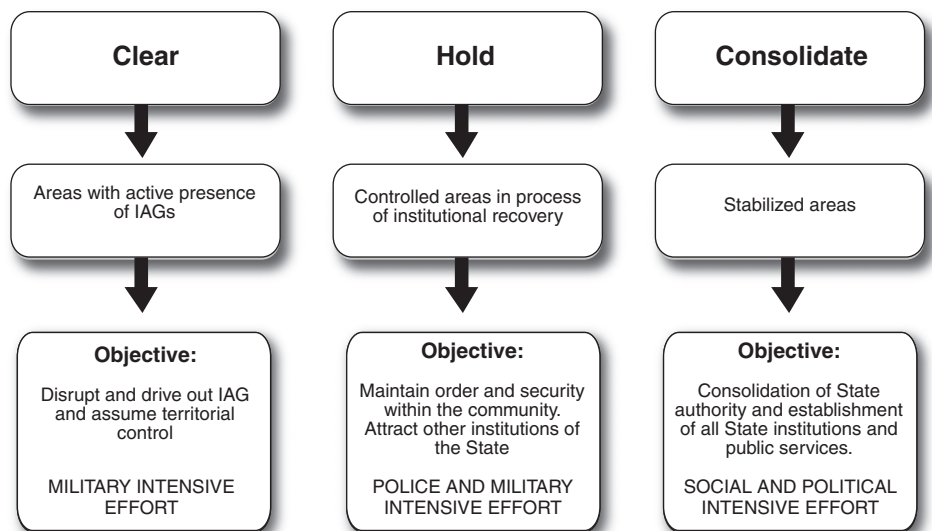 Clear
Areas with active presence
of IAGs
Objective:
Disrupt and drive out IAG
and assume territorial
control
MILITARY INTENSIVE
EFFORT
Hold
Controlled areas in process
of institutional recovery
Objective:
Maintain order and security
within the community.
Attract other institutions of
the State
POLICE AND MILITARY
INTENSIVE EFFORT
Consolidate
Stabilized areas
Objective:
Consolidation of State
authority and establishment
of all State institutions and
public services.
SOCIAL AND POLITICAL
INTENSIVE EFFORT